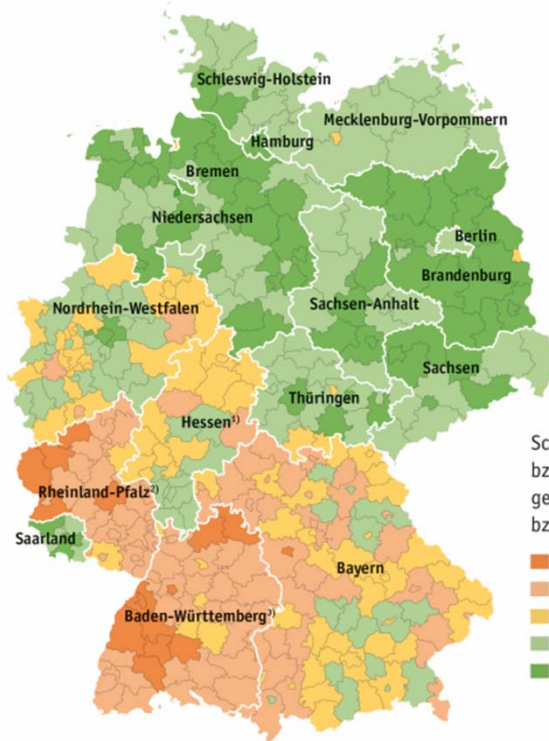 Schleswig-Holstein
Mecklenburg-Vorpommern
Hamburg
Bremen
Niedersachsen
Berlin
Brandenburg
Sachsen-Anhalt
Nordrhein-Westfalen
Sachsen
Thüringen
Hessen¹⁾
Sc
bz
ge
bz
Rheinland-Pfalz²⁾
Saarland
Bayern
Baden-Württemberg³⁾